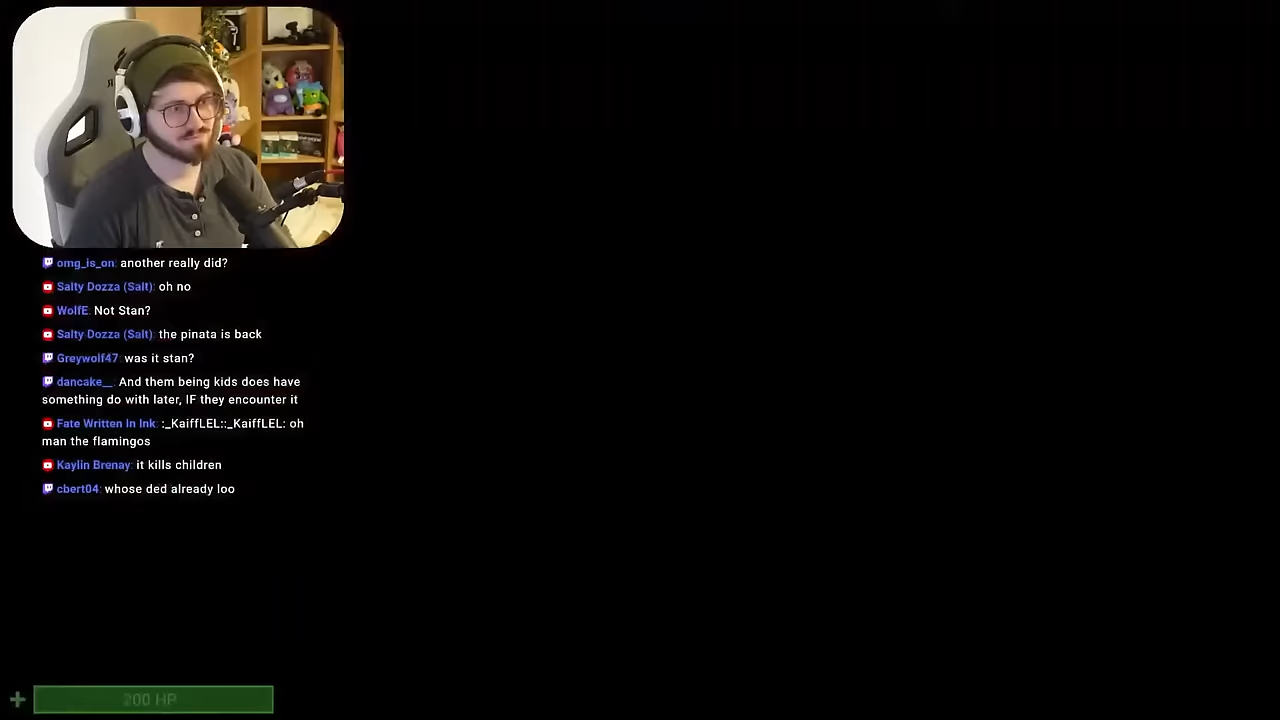 omg_is_on: another really did?
Salty Dozza (Salt): oh no
WolfE: Not Stan?
Salty Dozza (Salt): the pinata is back
Greywolf47: was it stan?
dancake__: And them being kids does have
something do with later, IF they encounter it
Fate Written In Ink: :_KaiffLEL::_KaiffLEL: oh
man the flamingos
Kaylin Brenay: it kills children
cbert04: whose ded already loo
200 HP